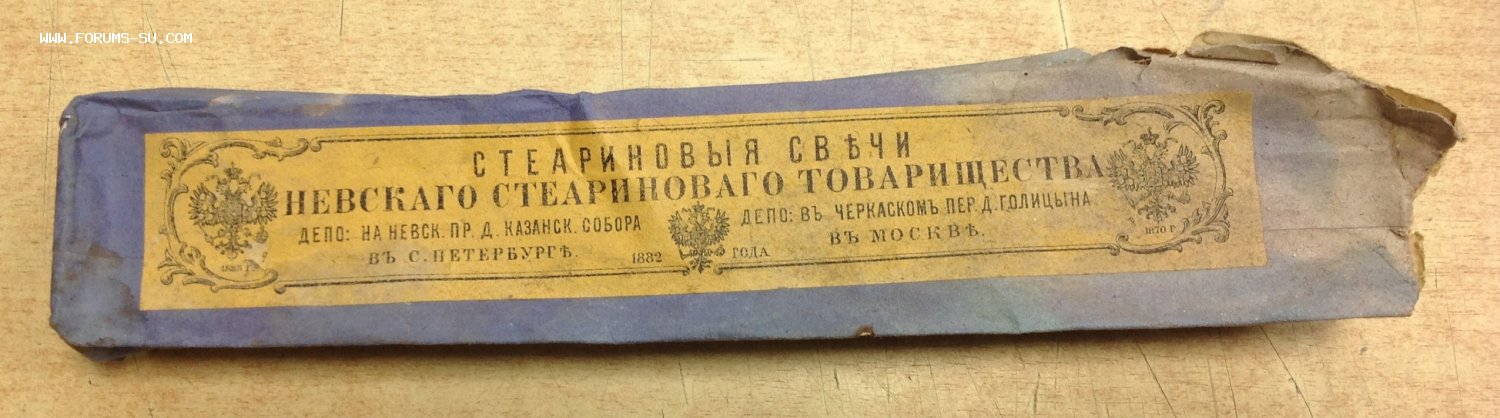 WWW.FORUMS-SU.COM
СТЕАРИНОВЫЯ СВѢЧИ
НЕВСКАГО СТЕАРИНОВАГО ТОВАРИЩЕСТВА
ДЕПО: НА НЕВСК. ПР. Д. КАЗАНСК. СОБОРА
ВЪ С. ПЕТЕРБУРГѢ.
ДЕПО: ВЪ ЧЕРКАСКОМЪ ПЕР. Д. ГОЛИЦЫНА
ВЪ МОСКВѢ.
1882 ГОДА
1870 Г